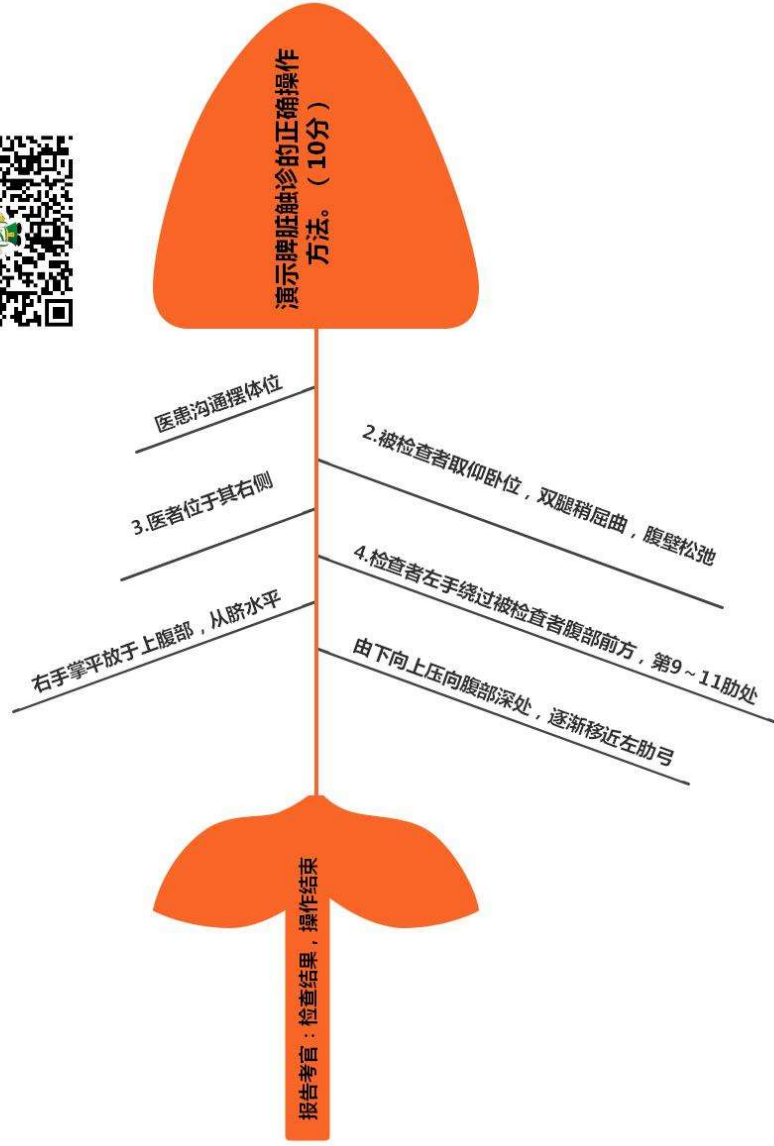 演示脾脏触诊的正确操作
方法。（10分）
医患沟通摆体位
2.被检查者取仰卧位，双腿稍屈曲，腹壁松弛
3.医者位于其右侧
4.检查者左手绕过被检查者腹部前方，第9～11肋处
右手掌平放于上腹部，从脐水平
由下向上压向腹部深处，逐渐移近左肋弓
报告考官：检查结果，操作结束